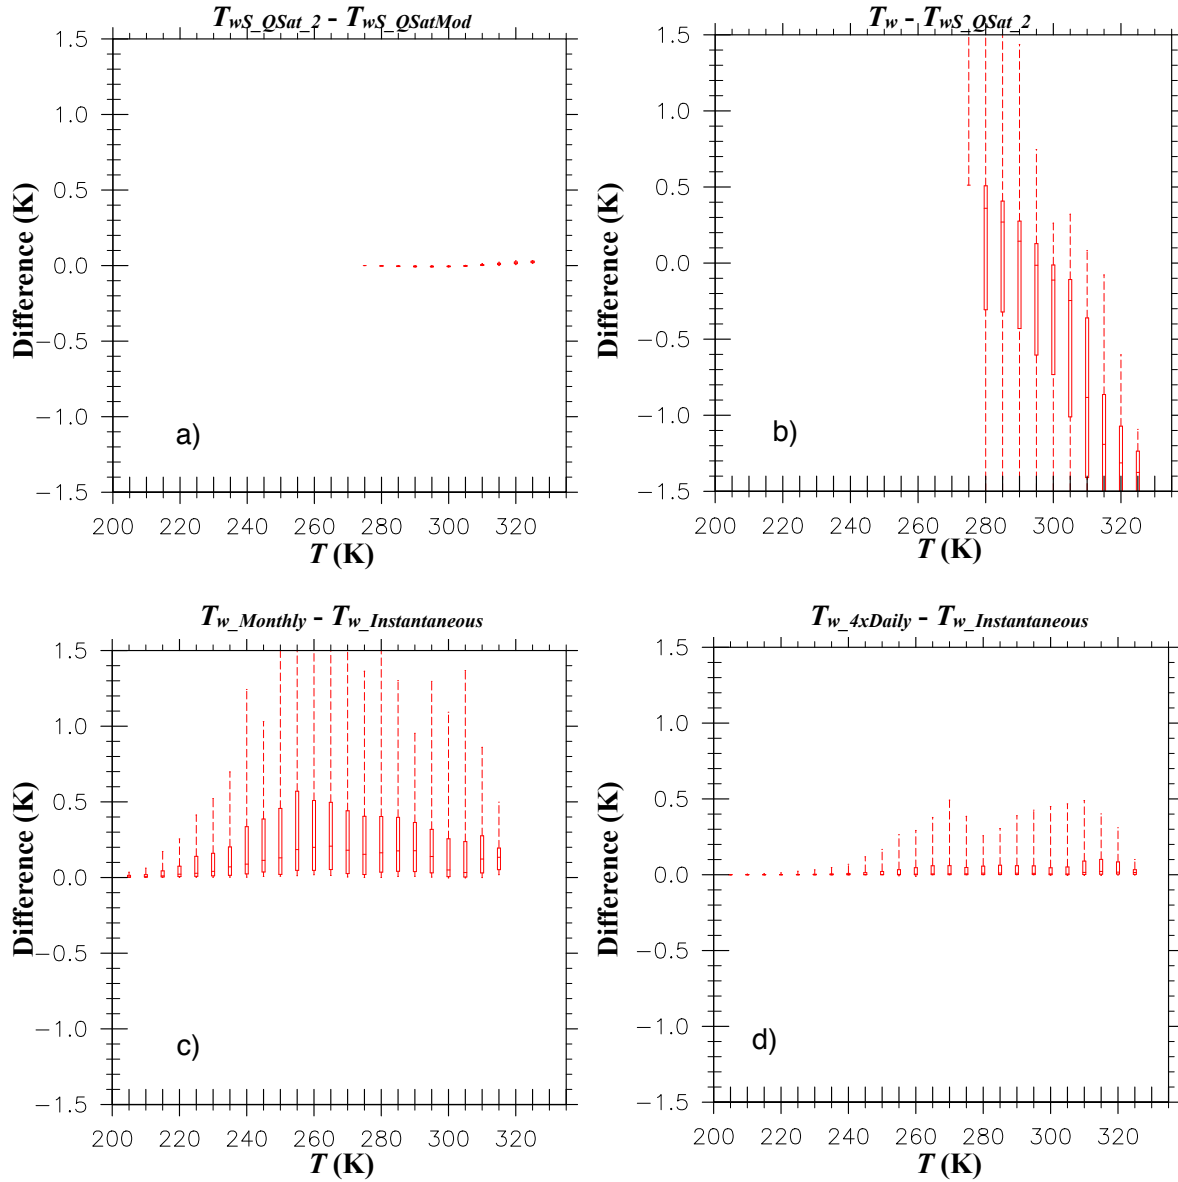 T_wS_QSat_2 - T_wS_QSatMod
T_w - T_wS_QSat_2
1.5
1.0
0.5
0.0
−0.5
−1.0
−1.5
Difference (K)
a)
200 220 240 260 280 300 320
T (K)
1.5
1.0
0.5
0.0
−0.5
−1.0
−1.5
Difference (K)
b)
200 220 240 260 280 300 320
T (K)
T_w_Monthly - T_w_Instantaneous
T_w_4xDaily - T_w_Instantaneous
1.5
1.0
0.5
0.0
−0.5
−1.0
−1.5
Difference (K)
c)
200 220 240 260 280 300 320
T (K)
1.5
1.0
0.5
0.0
−0.5
−1.0
−1.5
Difference (K)
d)
200 220 240 260 280 300 320
T (K)